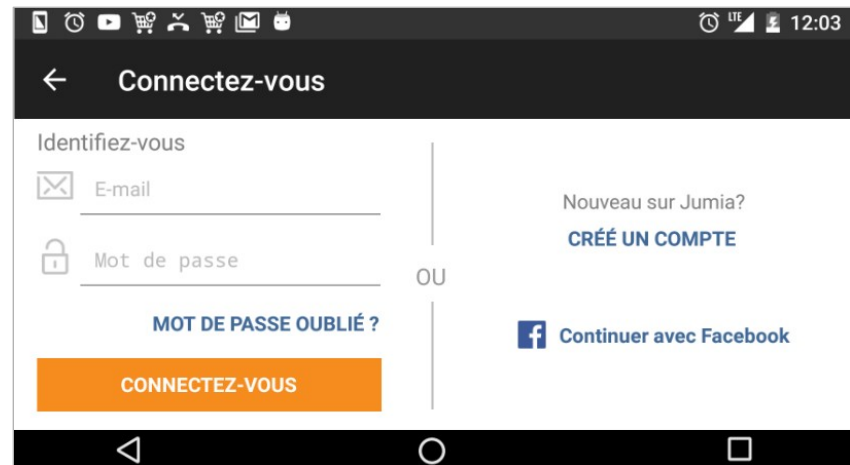 LTE 12:03
Connectez-vous
Identifiez-vous
E-mail
Mot de passe
MOT DE PASSE OUBLIÉ ?
CONNECTEZ-VOUS
OU
Nouveau sur Jumia?
CRÉÉ UN COMPTE
f Continuer avec Facebook